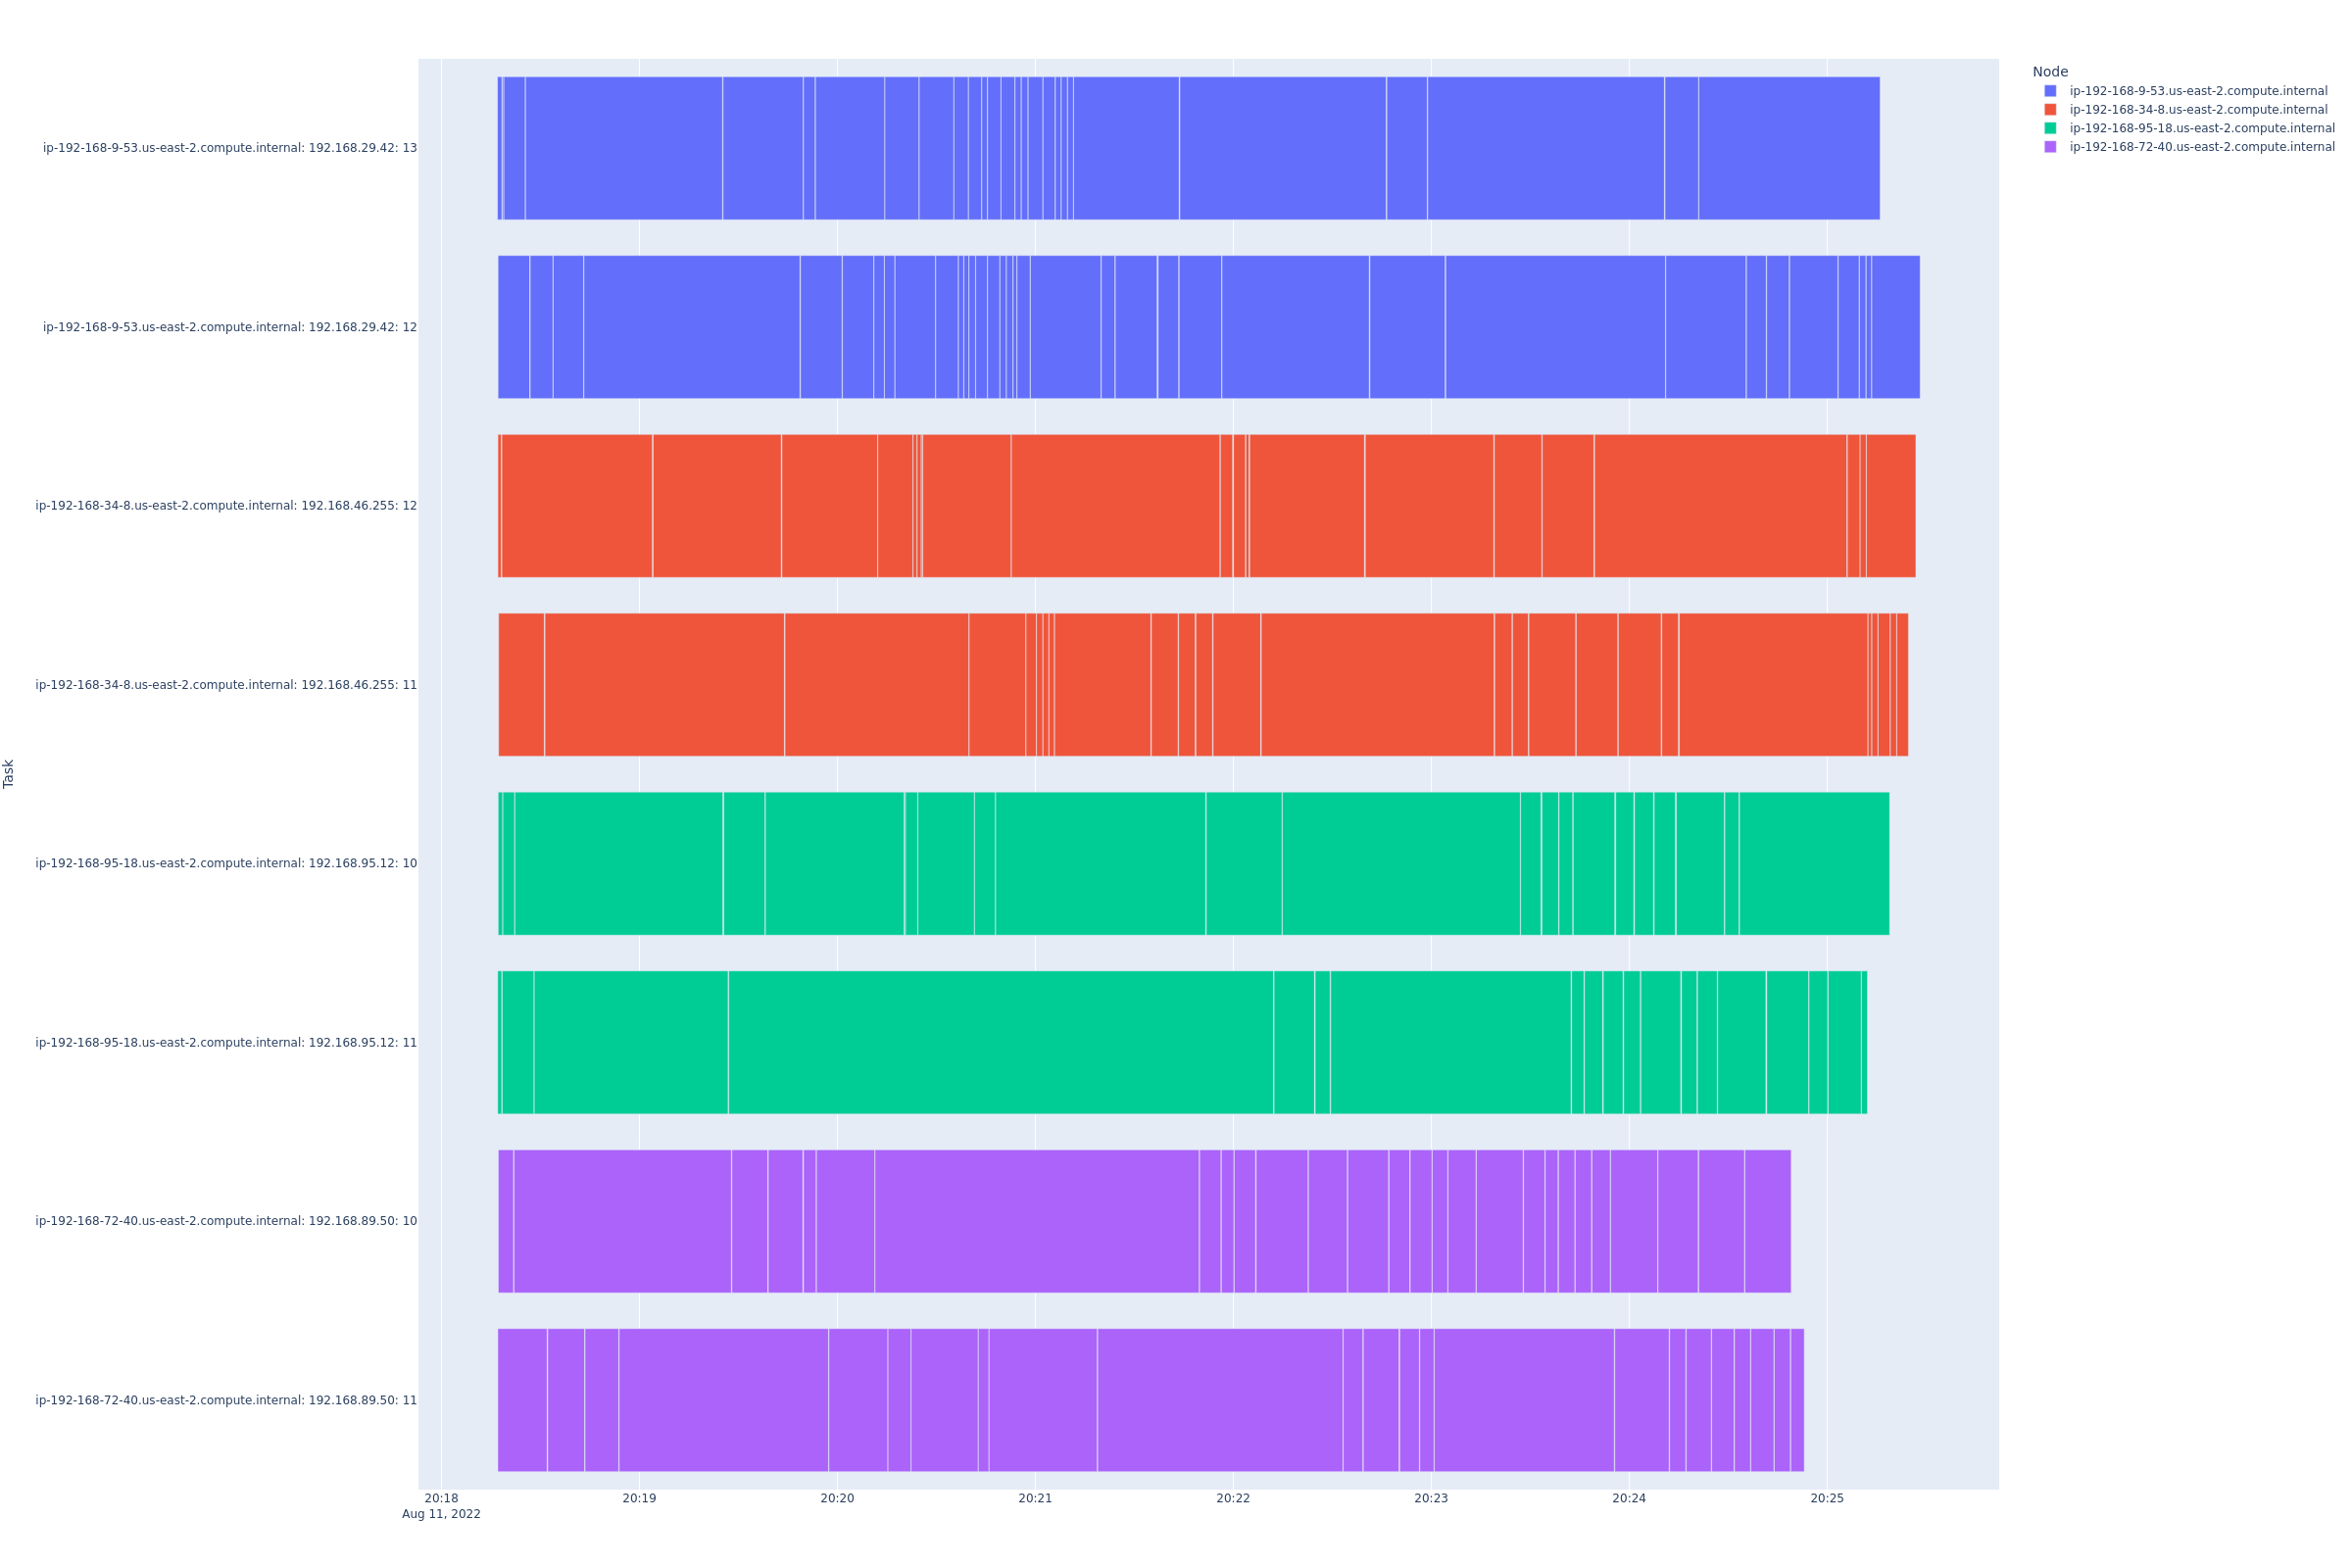 Node
ip-192-168-9-53.us-east-2.compute.internal
ip-192-168-34-8.us-east-2.compute.internal
ip-192-168-95-18.us-east-2.compute.internal
ip-192-168-72-40.us-east-2.compute.internal
Task
ip-192-168-9-53.us-east-2.compute.internal: 192.168.29.42: 13
ip-192-168-9-53.us-east-2.compute.internal: 192.168.29.42: 12
ip-192-168-34-8.us-east-2.compute.internal: 192.168.46.255: 12
ip-192-168-34-8.us-east-2.compute.internal: 192.168.46.255: 11
ip-192-168-95-18.us-east-2.compute.internal: 192.168.95.12: 10
ip-192-168-95-18.us-east-2.compute.internal: 192.168.95.12: 11
ip-192-168-72-40.us-east-2.compute.internal: 192.168.89.50: 10
ip-192-168-72-40.us-east-2.compute.internal: 192.168.89.50: 11
20:18 20:19 20:20 20:21 20:22 20:23 20:24 20:25
Aug 11, 2022